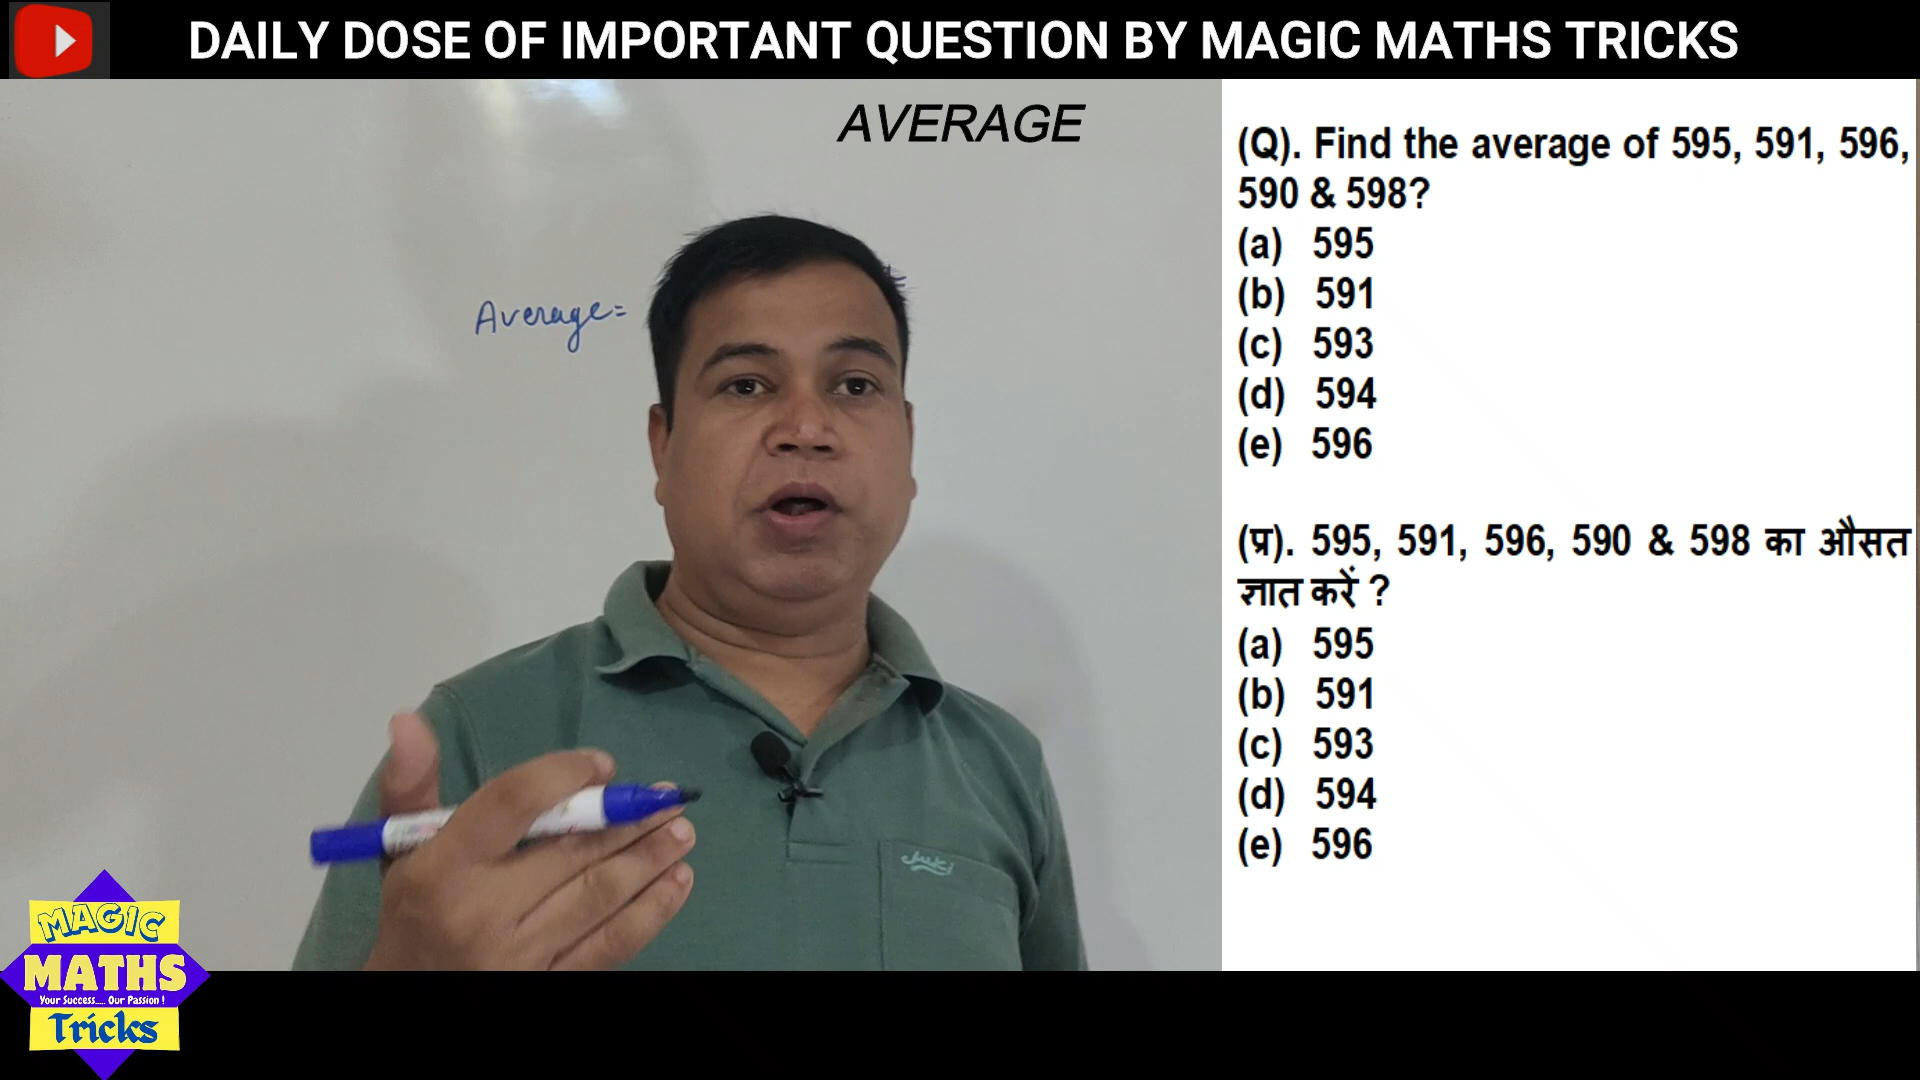 DAILY DOSE OF IMPORTANT QUESTION BY MAGIC MATHS TRICKS
AVERAGE
Average=
(Q). Find the average of 595, 591, 596,
590 & 598?
(a) 595
(b) 591
(c) 593
(d) 594
(e) 596
(प्र). 595, 591, 596, 590 & 598 का औसत
ज्ञात करें ?
(a) 595
(b) 591
(c) 593
(d) 594
(e) 596
MAGIC
MATHS
Your Success.... Our Passion !
Tricks